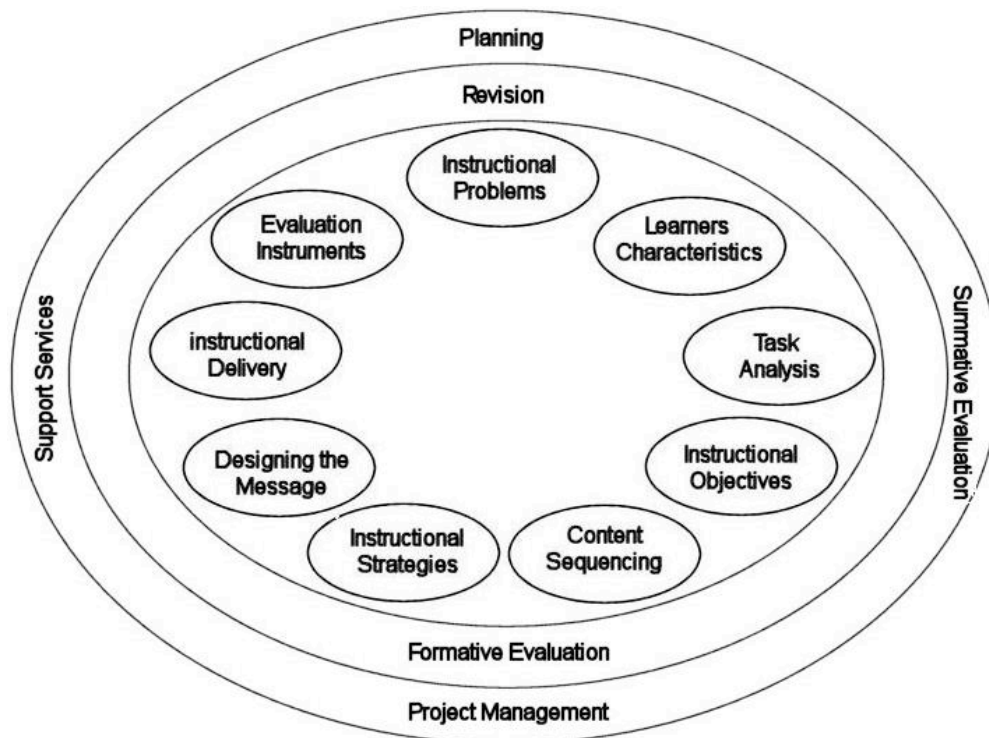 Planning
Revision
Instructional
Problems
Evaluation
Instruments
Learners
Characteristics
instructional
Delivery
Task
Analysis
Support Services
Summative Evaluation
Designing the
Message
Instructional
Objectives
Instructional
Strategies
Content
Sequencing
Formative Evaluation
Project Management